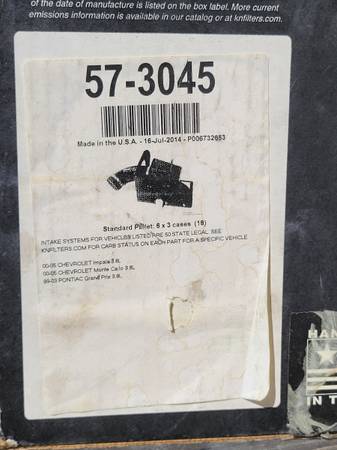 of the date of manufacture is listed on the box label. More current
emissions information is available in our catalog or at knfilters.com.
57-3045
Made in the U.S.A. - 16-Jul-2014 - P006732653
Standard Pallet: 6 x 3 cases (18)
INTAKE SYSTEMS FOR VEHICLES LISTED ARE 50 STATE LEGAL. SEE
KNFILTERS.COM FOR CARB STATUS ON EACH PART FOR A SPECIFIC VEHICLE
00-05 CHEVROLET Impala 3.8L
00-05 CHEVROLET Monte Carlo 3.8L
99-03 PONTIAC Grand Prix 3.8L
HAN
IN T